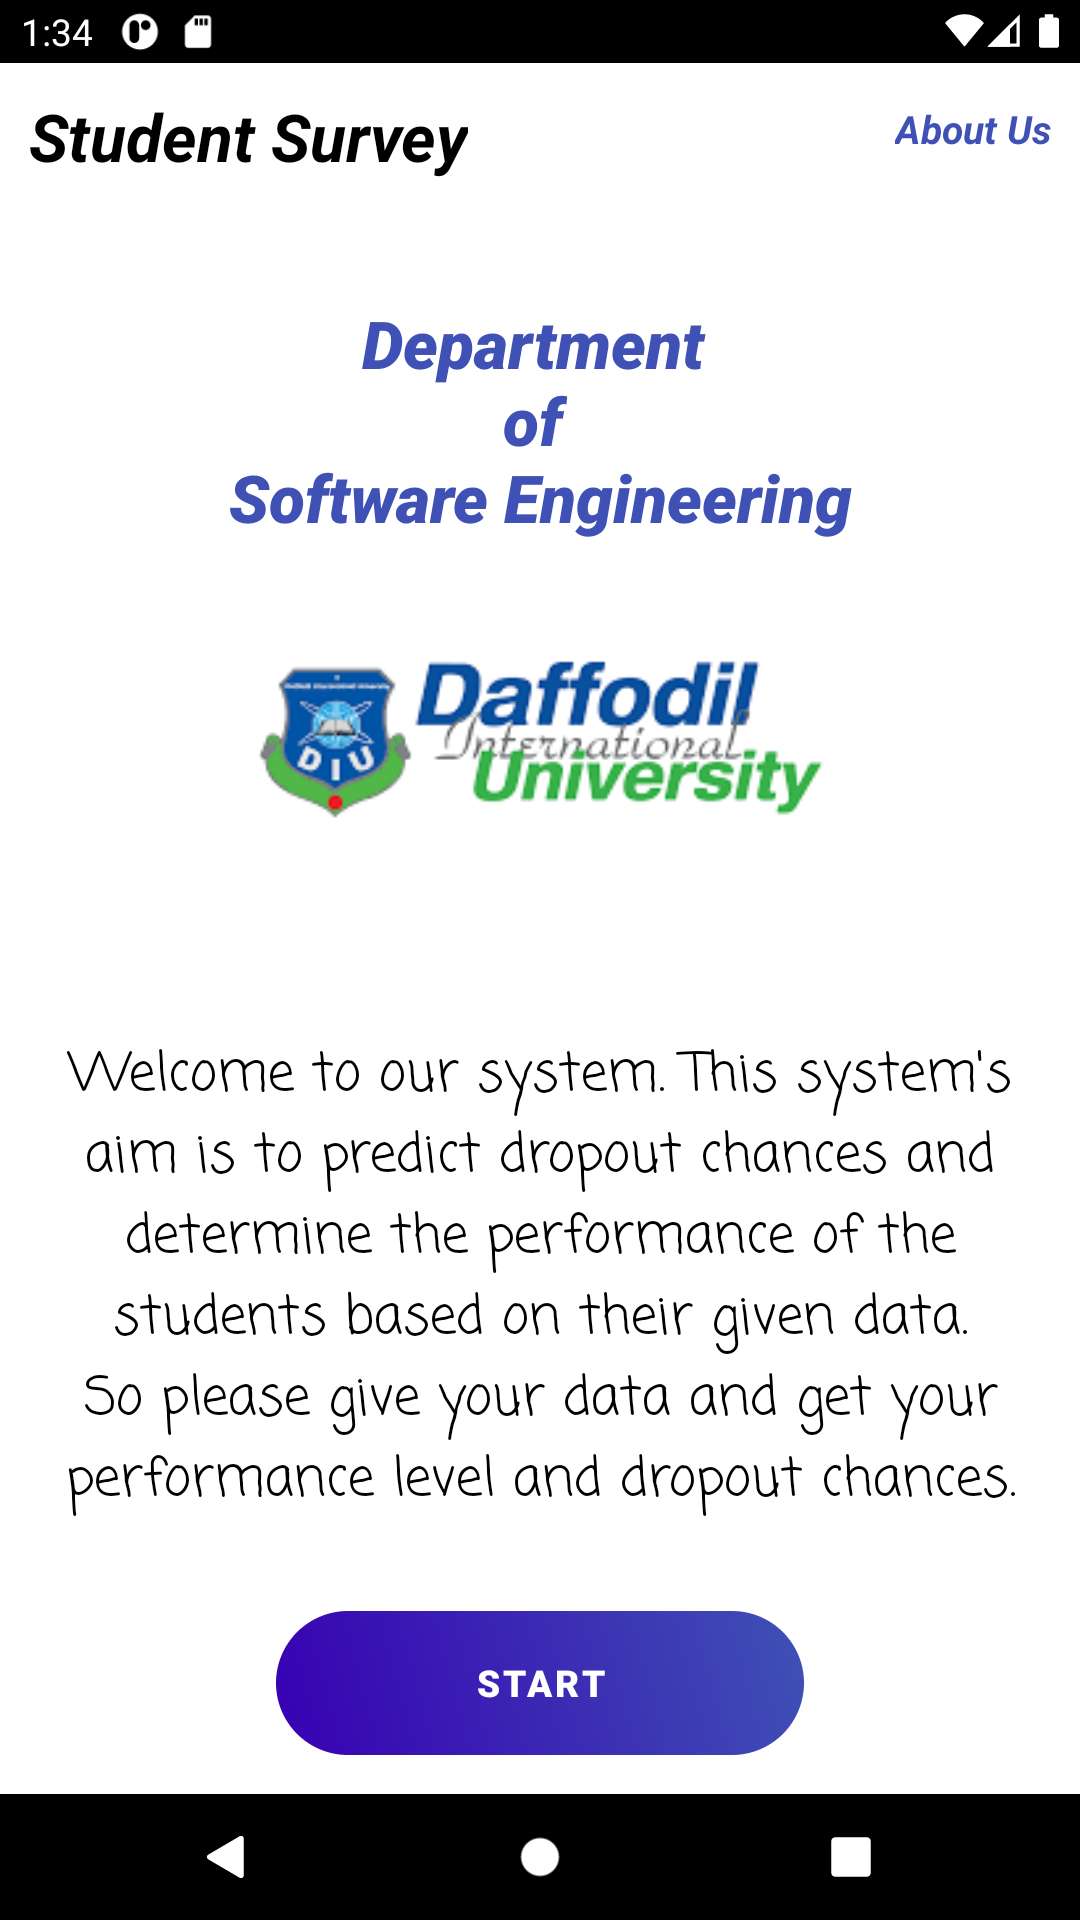 1:34
Student Survey
About Us
Department
of
Software Engineering
DIU
Daffodil
International
University
Welcome to our system. This system's
aim is to predict dropout chances and
determine the performance of the
students based on their given data.
So please give your data and get your
performance level and dropout chances.
START